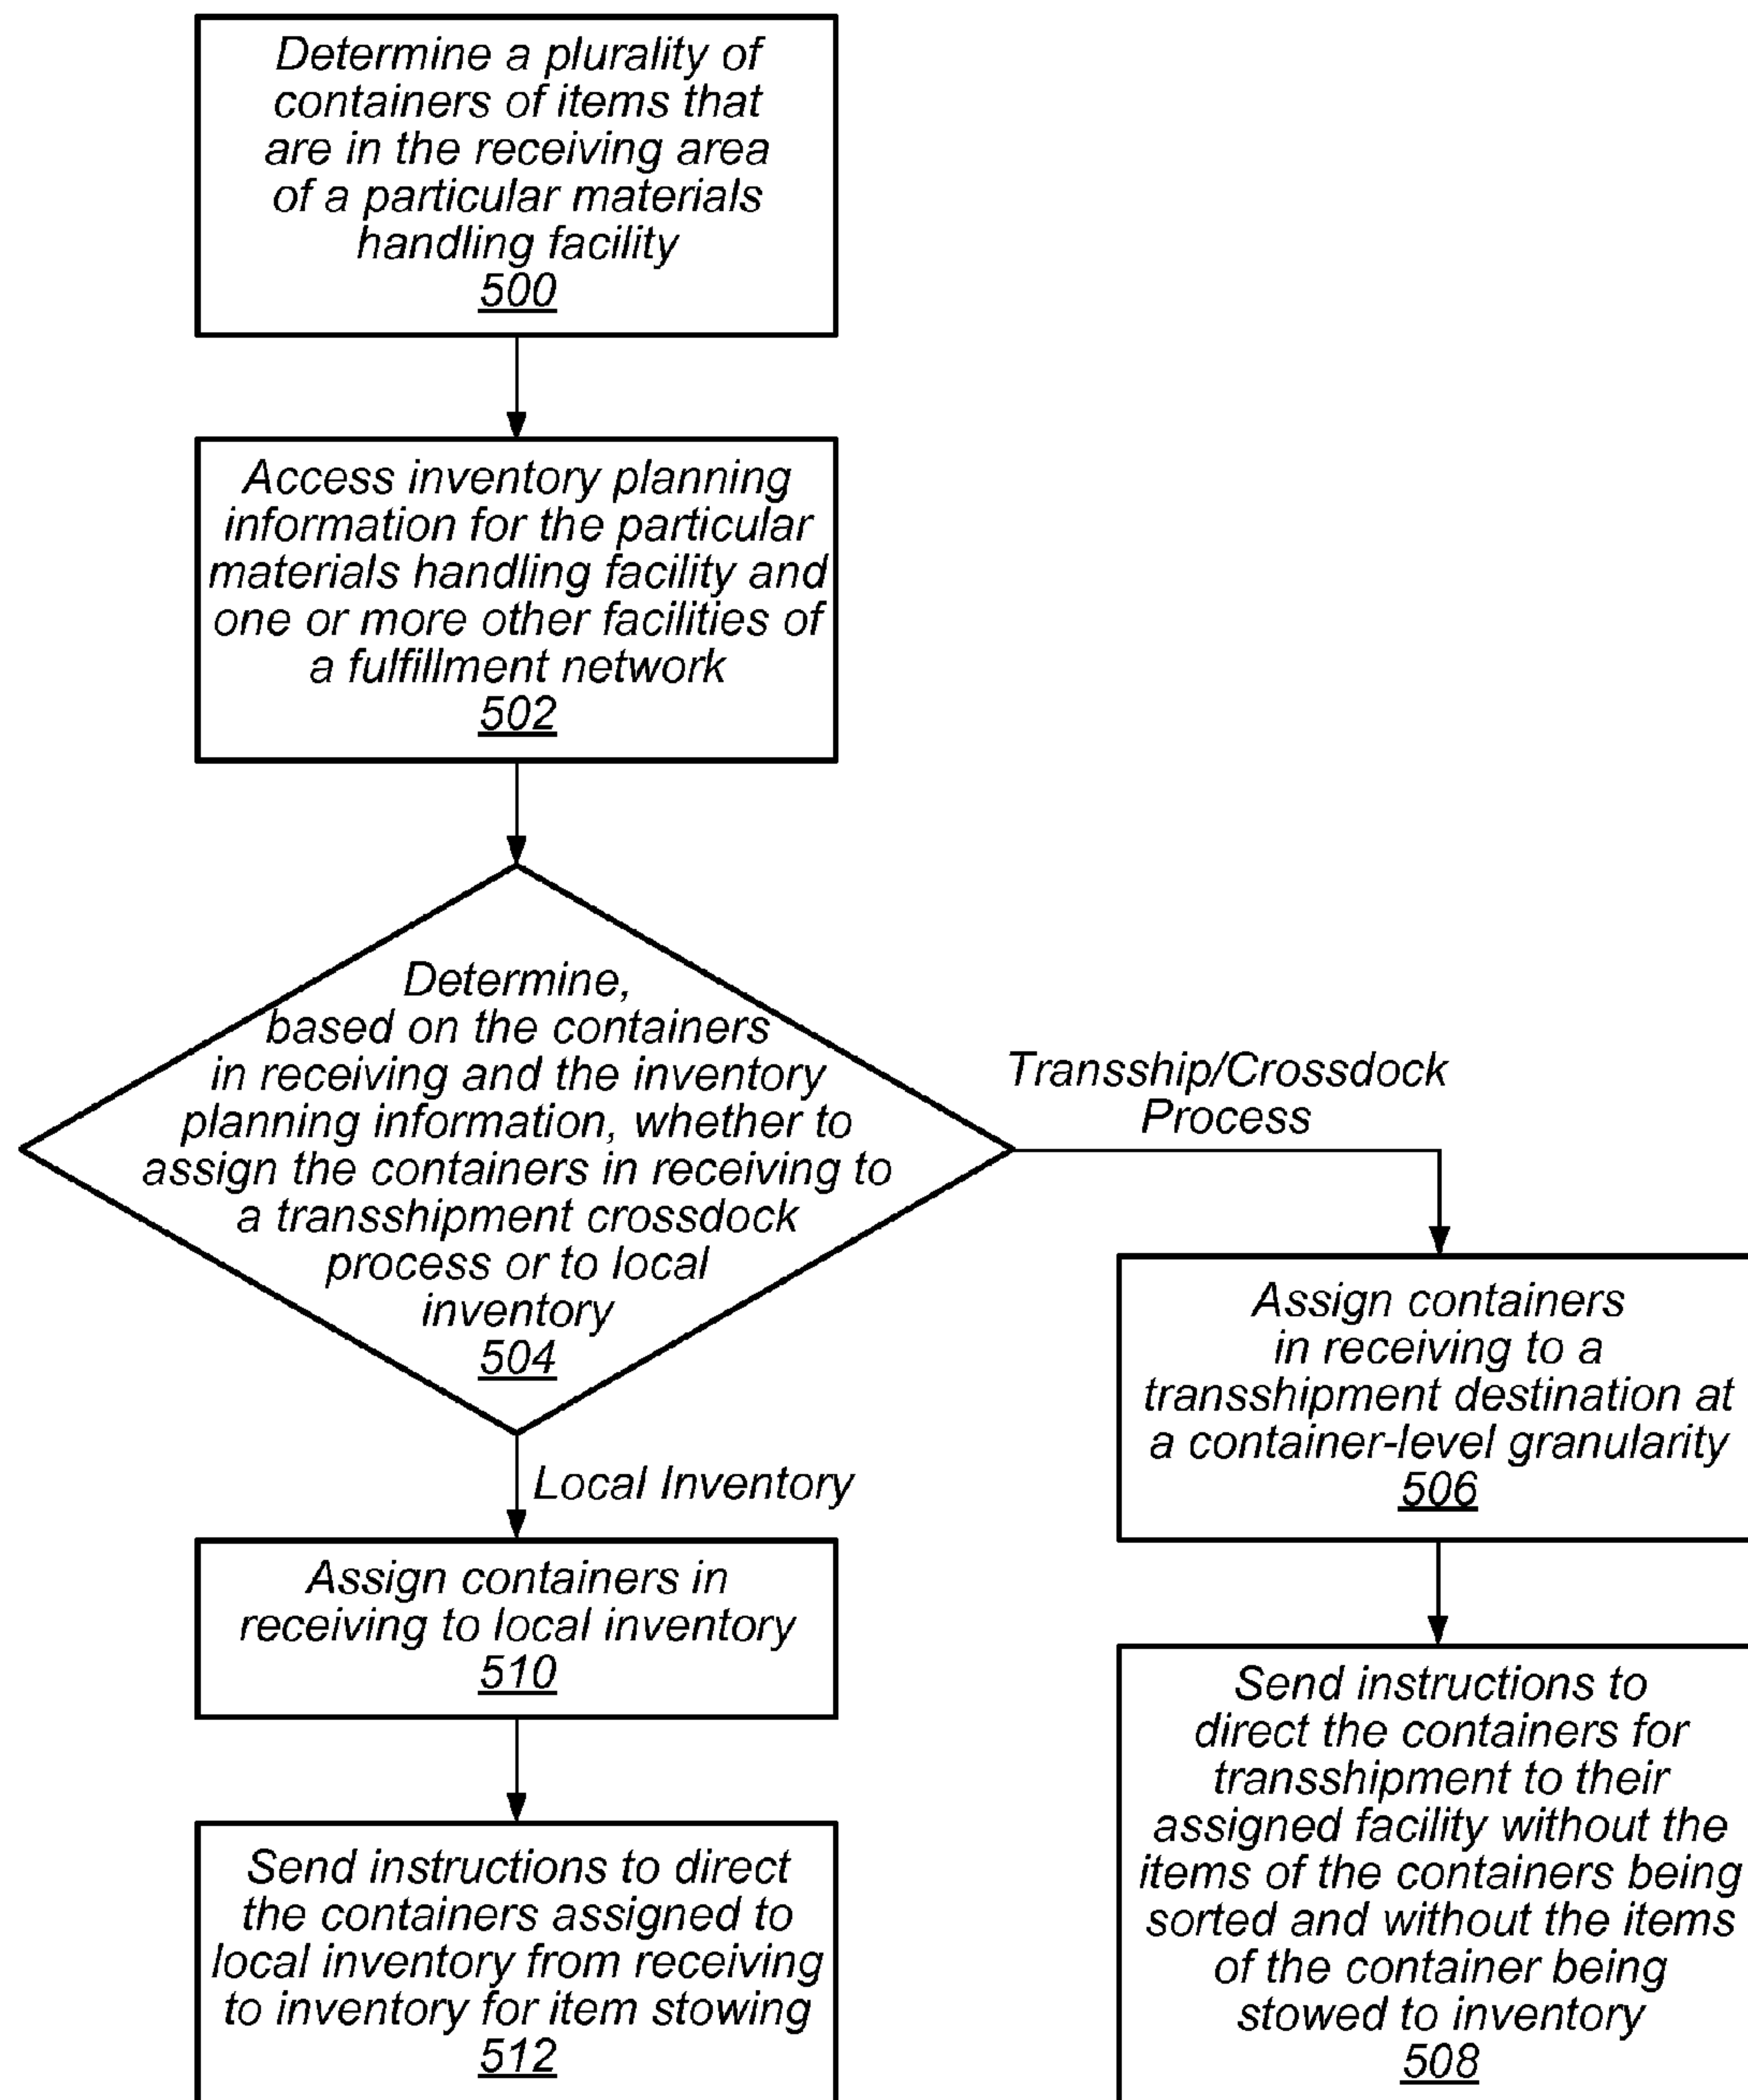 Determine a plurality of
containers of items that
are in the receiving area
of a particular materials
handling facility
500
Access inventory planning
information for the particular
materials handling facility and
one or more other facilities of
a fulfillment network
502
Determine,
based on the containers
in receiving and the inventory
planning information, whether to
assign the containers in receiving to
a transshipment crossdock
process or to local
inventory
504
Transship/Crossdock
Process
Assign containers
in receiving to a
transshipment destination at
a container-level granularity
506
Send instructions to
direct the containers for
transshipment to their
assigned facility without the
items of the containers being
sorted and without the items
of the container being
stowed to inventory
508
Local Inventory
Assign containers in
receiving to local inventory
510
Send instructions to direct
the containers assigned to
local inventory from receiving
to inventory for item stowing
512